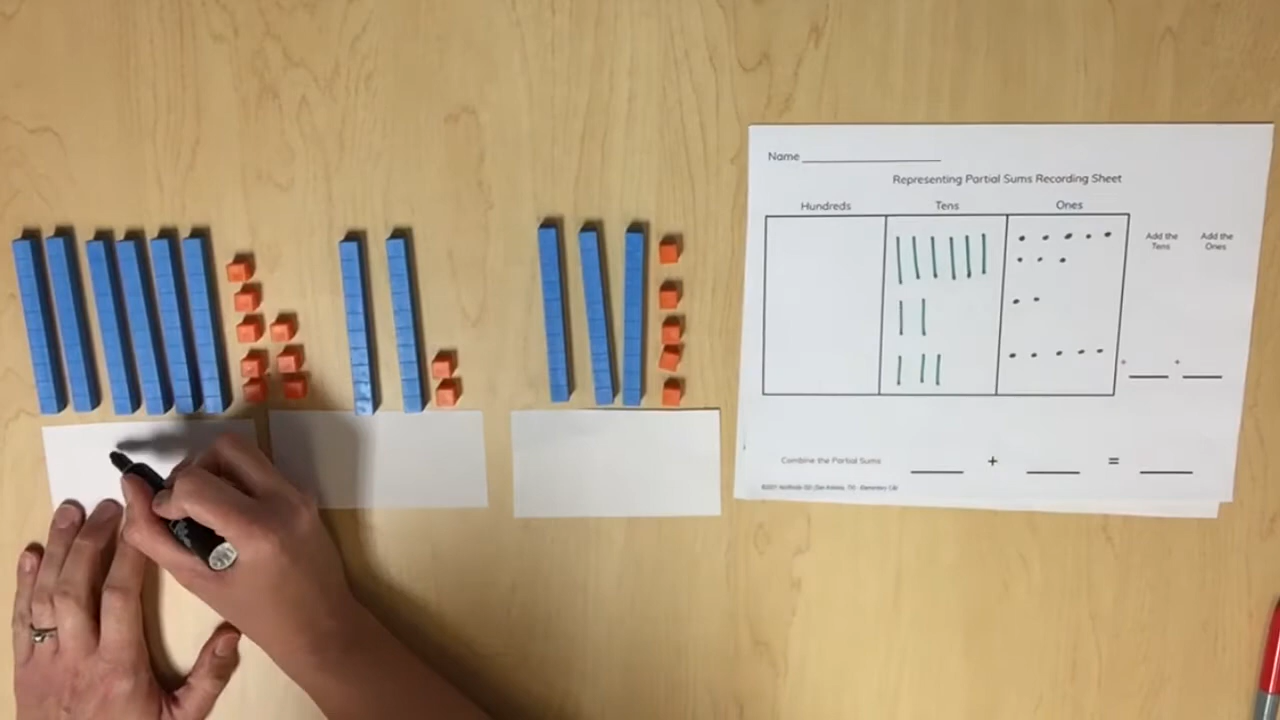 Name
Representing Partial Sums Recording Sheet
Hundreds Tens Ones
Add the Tens
Add the Ones
+ +
Combine the Partial Sums + =